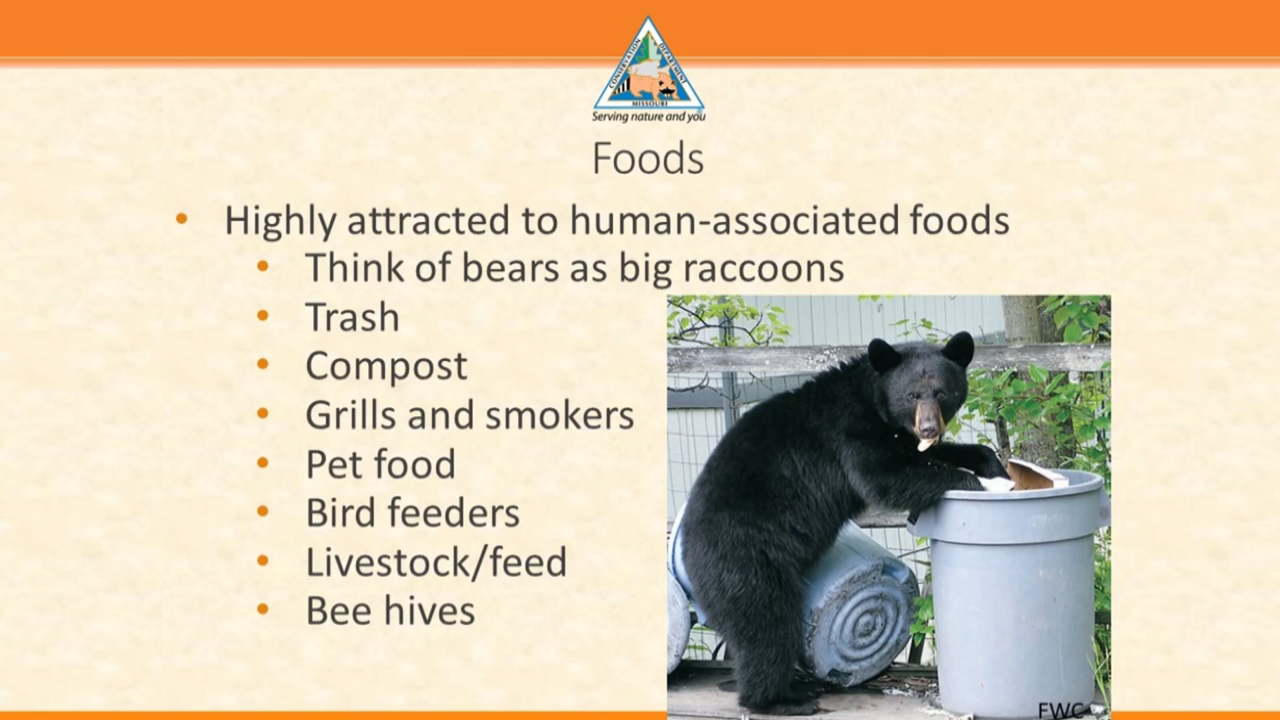 CONSERVATION DEPARTMENT
MISSOURI
Serving nature and you
Foods
• Highly attracted to human-associated foods
• Think of bears as big raccoons
• Trash
• Compost
• Grills and smokers
• Pet food
• Bird feeders
• Livestock/feed
• Bee hives
FWC